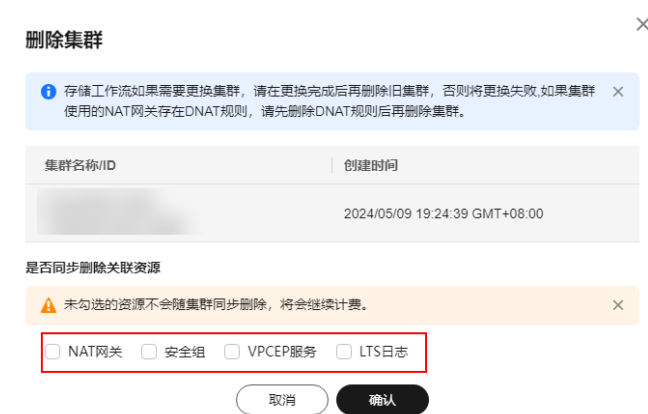 删除集群
存储工作流如果需要更换集群，请在更换完成后再删除旧集群，否则将更换失败,如果集群
使用的NAT网关存在DNAT规则，请先删除DNAT规则后再删除集群。
集群名称/ID 创建时间
2024/05/09 19:24:39 GMT+08:00
是否同步删除关联资源
未勾选的资源不会随集群同步删除，将会继续计费。
NAT网关 安全组 VPCEP服务 LTS日志
取消 确认